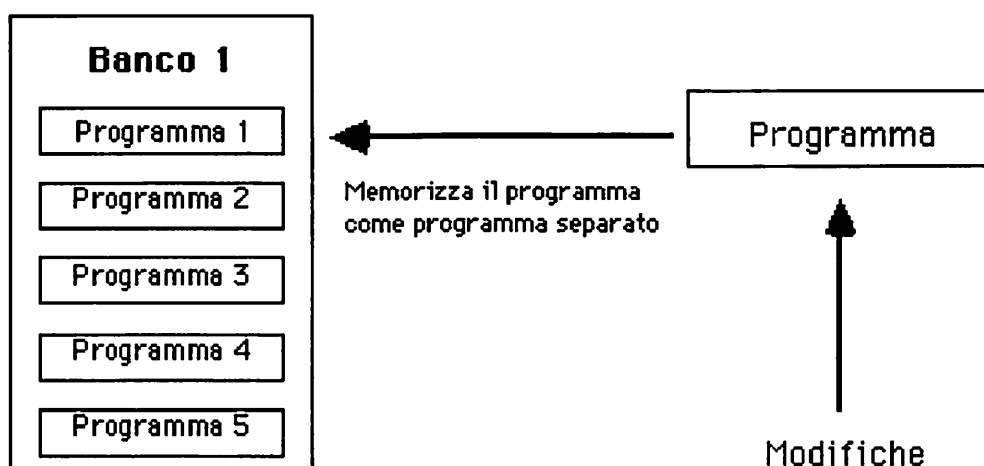 Banco 1
Programma 1
Programma 2
Programma 3
Programma 4
Programma 5
Memorizza il programma
come programma separato
Programma
Modifiche